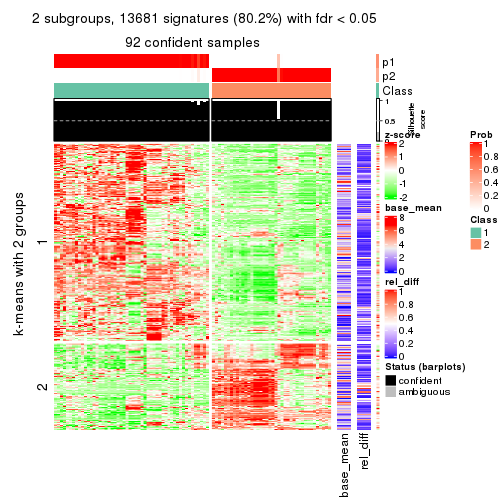 2 subgroups, 13681 signatures (80.2%) with fdr < 0.05
92 confident samples
p1
p2
Class
1
0.5
0
Silhouette
score
k-means with 2 groups
1
2
base_mean
rel_diff
z-score
2
1
0
-1
-2
base_mean
8
6
4
2
0
rel_diff
1
0.8
0.6
0.4
0.2
0
Status (barplots)
confident
ambiguous
Prob
1
0.8
0.6
0.4
0.2
0
Class
1
2